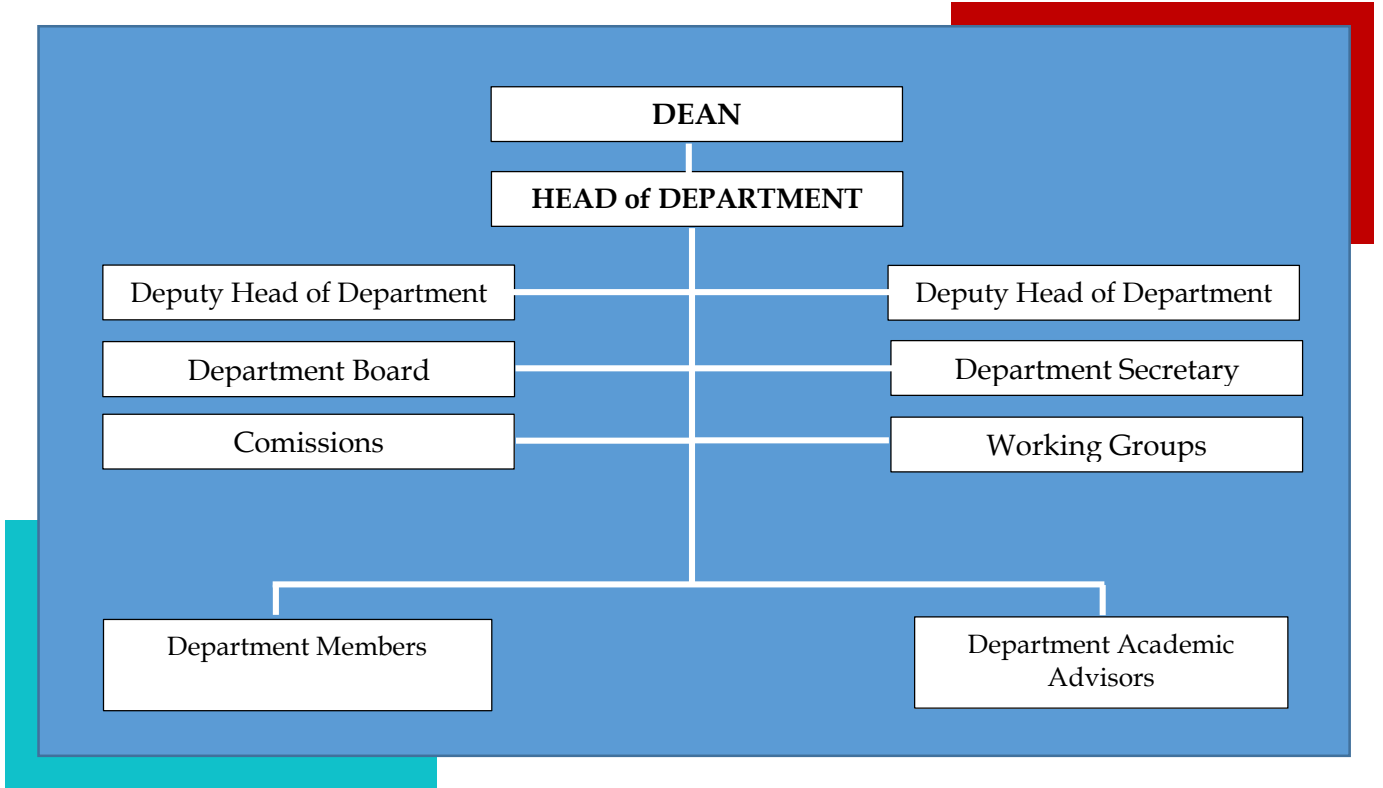 DEAN
HEAD of DEPARTMENT
Deputy Head of Department
Deputy Head of Department
Department Board
Department Secretary
Comissions
Working Groups
Department Members
Department Academic
Advisors